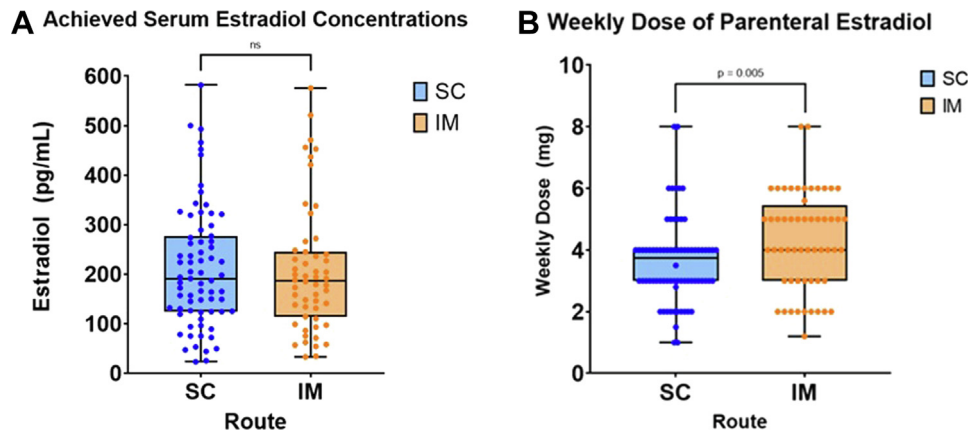 A Achieved Serum Estradiol Concentrations
ns
600
500
400
300
200
100
0
Estradiol (pg/mL)
SC
IM
SC IM
Route
B Weekly Dose of Parenteral Estradiol
p = 0.005
10
8
6
4
2
0
Weekly Dose (mg)
SC
IM
SC IM
Route